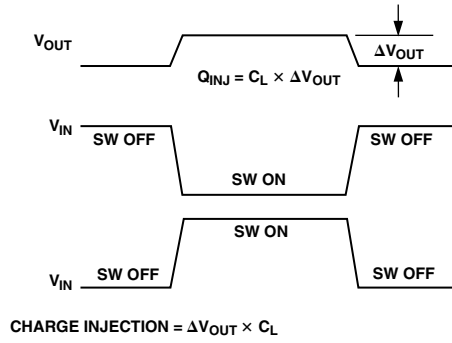 VOUT
ΔVOUT
QINJ = CL × ΔVOUT
VIN
SW OFF
SW OFF
SW ON
SW ON
VIN
SW OFF
SW OFF
CHARGE INJECTION = ΔVOUT × CL